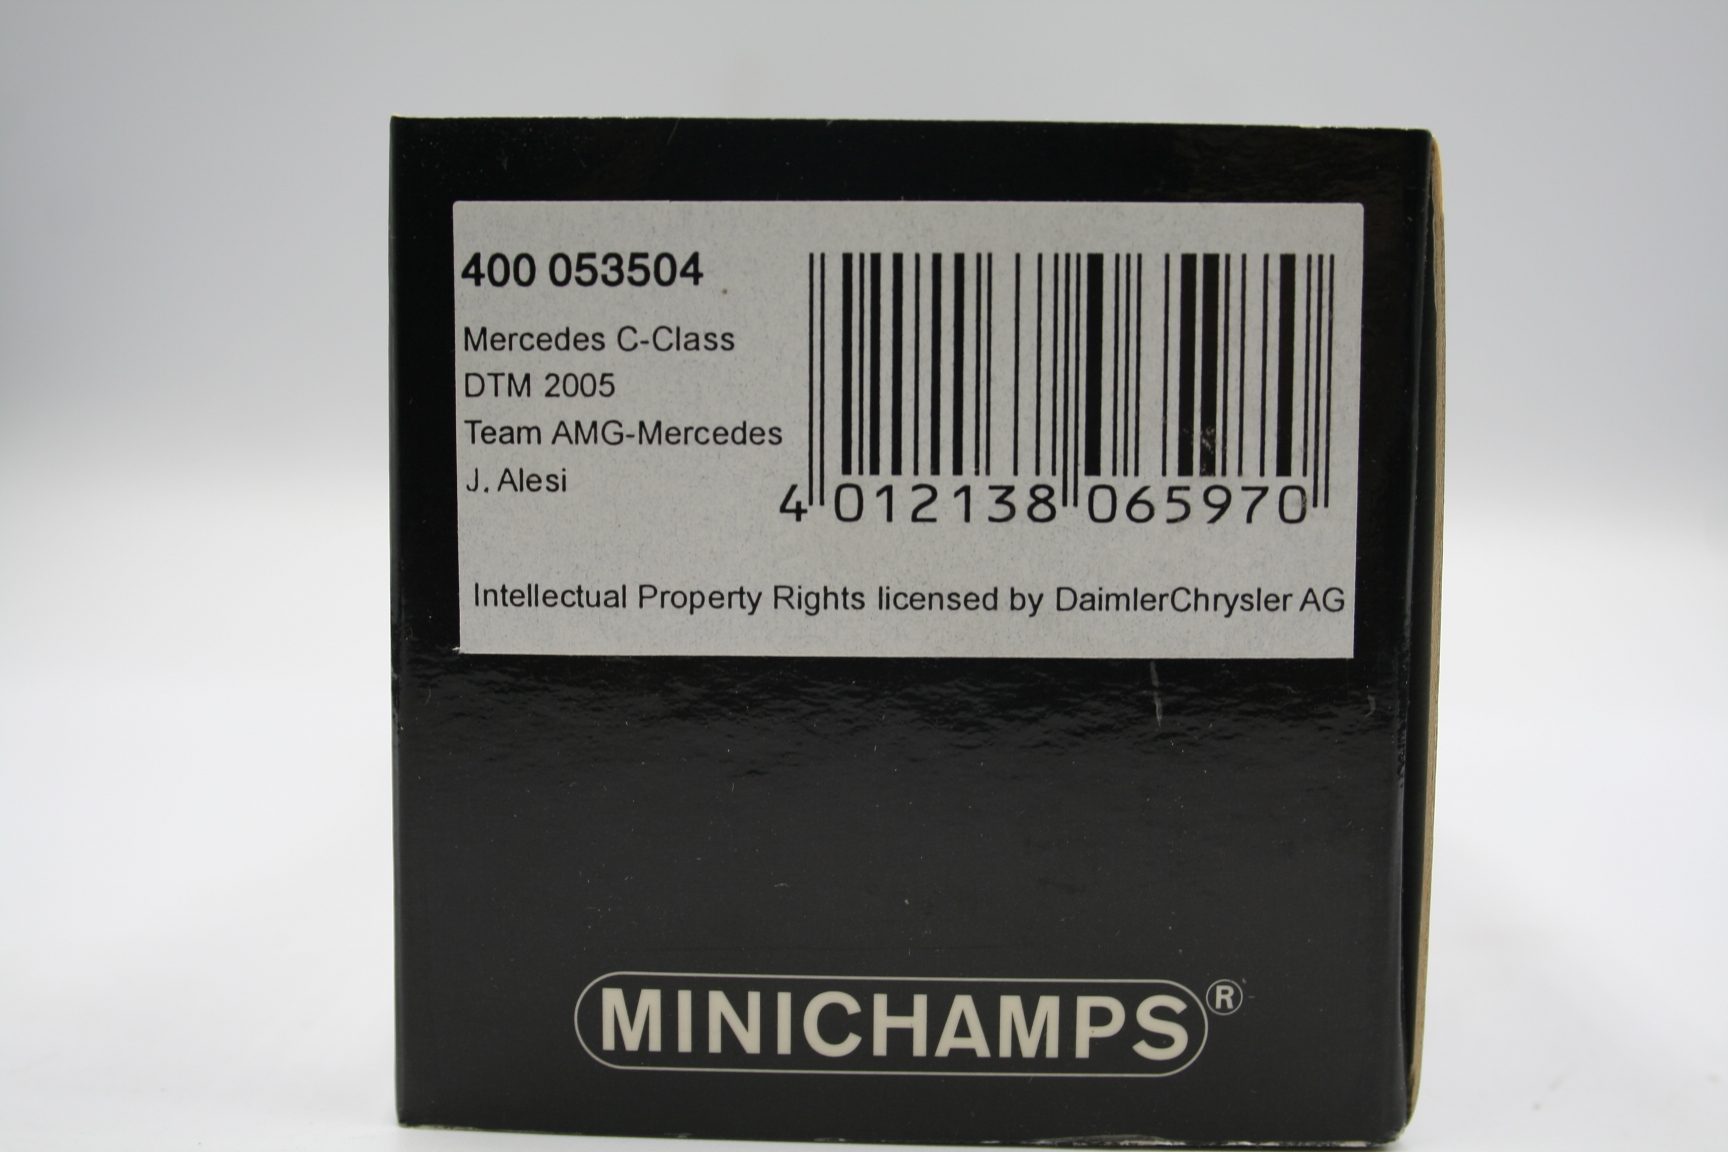 400 053504
Mercedes C-Class
DTM 2005
Team AMG-Mercedes
J. Alesi
4 012138 065970
Intellectual Property Rights licensed by DaimlerChrysler AG
MINICHAMPS®